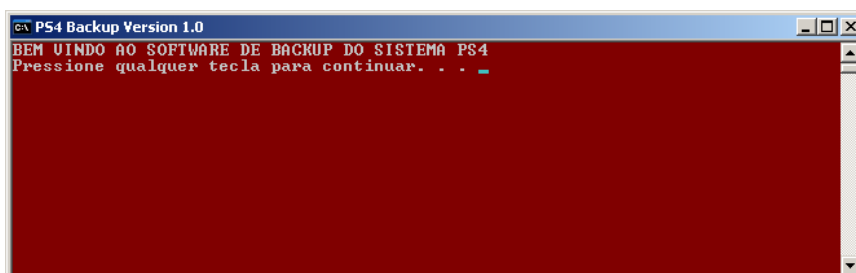 PS4 Backup Version 1.0
BEM VINDO AO SOFTWARE DE BACKUP DO SISTEMA PS4
Pressione qualquer tecla para continuar. . . _